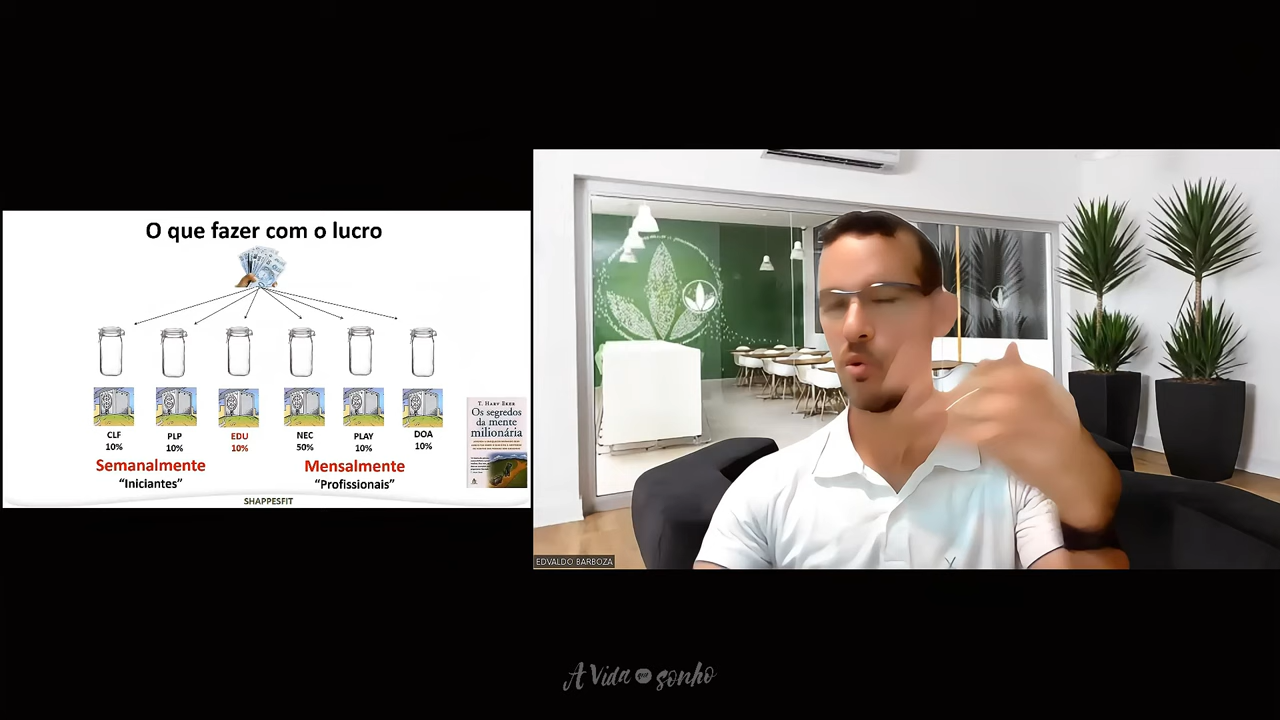 O que fazer com o lucro
CLF
10%
PLP
10%
EDU
10%
NEC
50%
PLAY
10%
DOA
10%
Semanalmente
“Iniciantes”
Mensalmente
“Profissionais”
SHAPPESFIT
T. HARV EKER
Os segredos
da mente
milionária
EDVALDO BARBOZA
A Vida que sonho